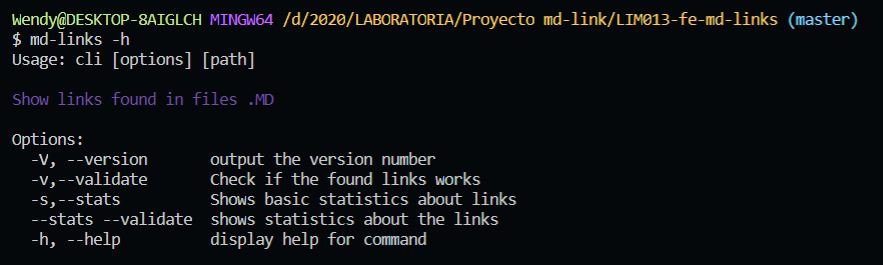 Wendy@DESKTOP-8AIGLCH MINGW64 /d/2020/LABORATORIA/Proyecto md-link/LIM013-fe-md-links (master)
$ md-links -h
Usage: cli [options] [path]
Show links found in files .MD
Options:
-V, --version output the version number
-v,--validate Check if the found links works
-s,--stats Shows basic statistics about links
--stats --validate shows statistics about the links
-h, --help display help for command